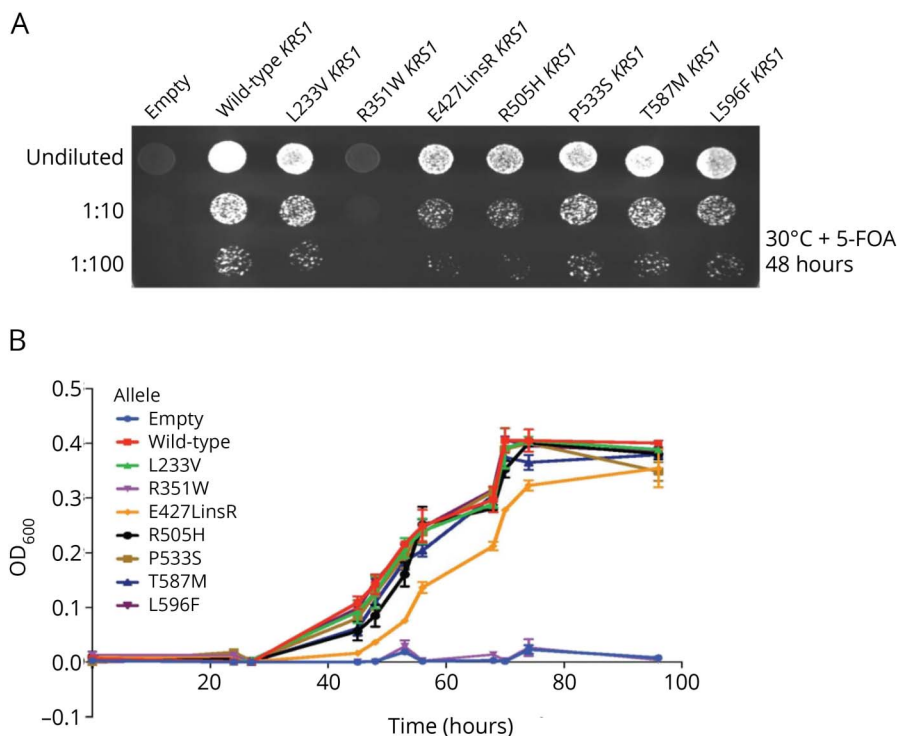 A
Empty
Wild-type KRS1
L233V KRS1
R351W KRS1
E427LinsR KRS1
R505H KRS1
P533S KRS1
T587M KRS1
L596F KRS1
Undiluted
1:10
1:100
30°C + 5-FOA
48 hours
B
Allele
Empty
Wild-type
L233V
R351W
E427LinsR
R505H
P533S
T587M
L596F
OD600
0.5
0.4
0.3
0.2
0.1
0.0
–0.1
20
40
60
80
100
Time (hours)